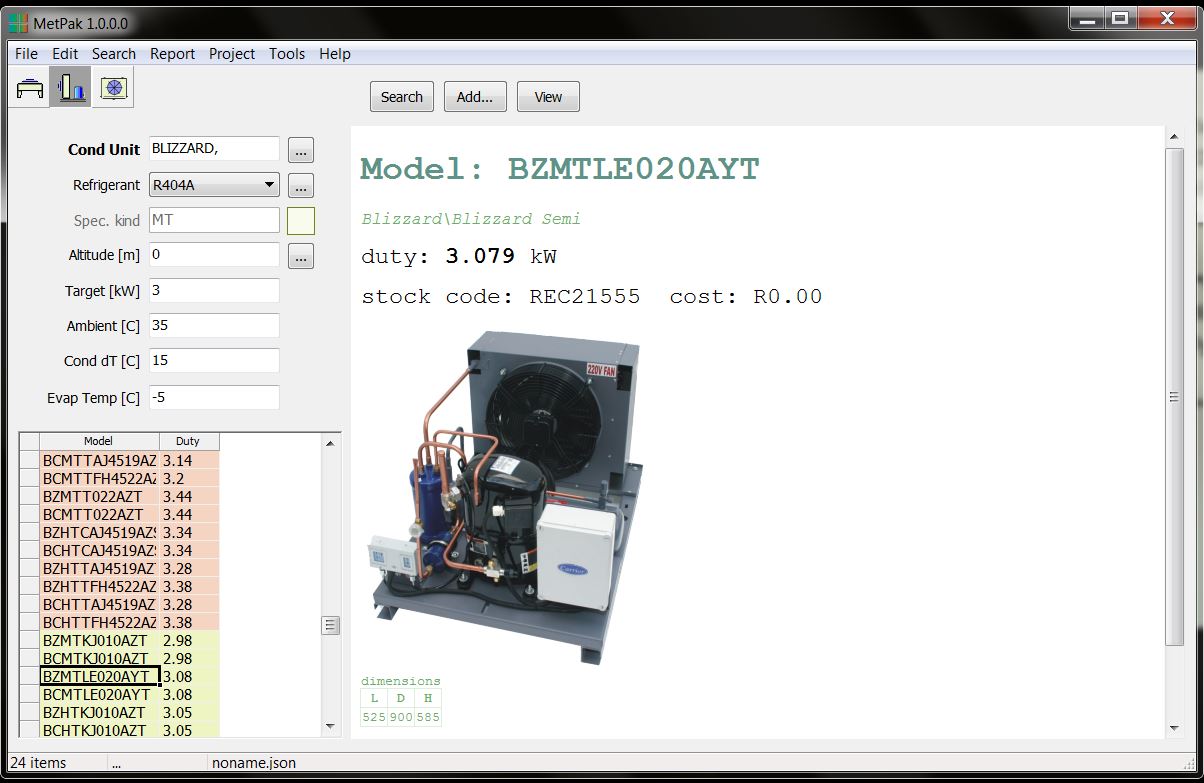 MetPak 1.0.0.0
File Edit Search Report Project Tools Help
Search Add... View
Cond Unit BLIZZARD, ...
Refrigerant R404A ...
Spec. kind MT
Altitude [m] 0 ...
Target [kW] 3
Ambient [C] 35
Cond dT [C] 15
Evap Temp [C] -5
Model Duty
BCMTTAJ4519AZ 3.14
BCMTTFH4522AZ 3.2
BZMTT022AZT 3.44
BCMTT022AZT 3.44
BZHTCAJ4519AZS 3.34
BCHTCAJ4519AZS 3.34
BZHTTAJ4519AZ 3.28
BZHTTFH4522AZ 3.38
BCHTTAJ4519AZ 3.28
BCHTTFH4522AZ 3.38
BZMTKJ010AZT 2.98
BCMTKJ010AZT 2.98
BZMTLE020AYT 3.08
BCMTLE020AYT 3.08
BZHTKJ010AZT 3.05
BCHTKJ010AZT 3.05
Model: BZMTLE020AYT
Blizzard\Blizzard Semi
duty: 3.079 kW
stock code: REC21555 cost: R0.00
220V FAN
Carrier
dimensions
L D H
525 900 585
24 items ... noname.json